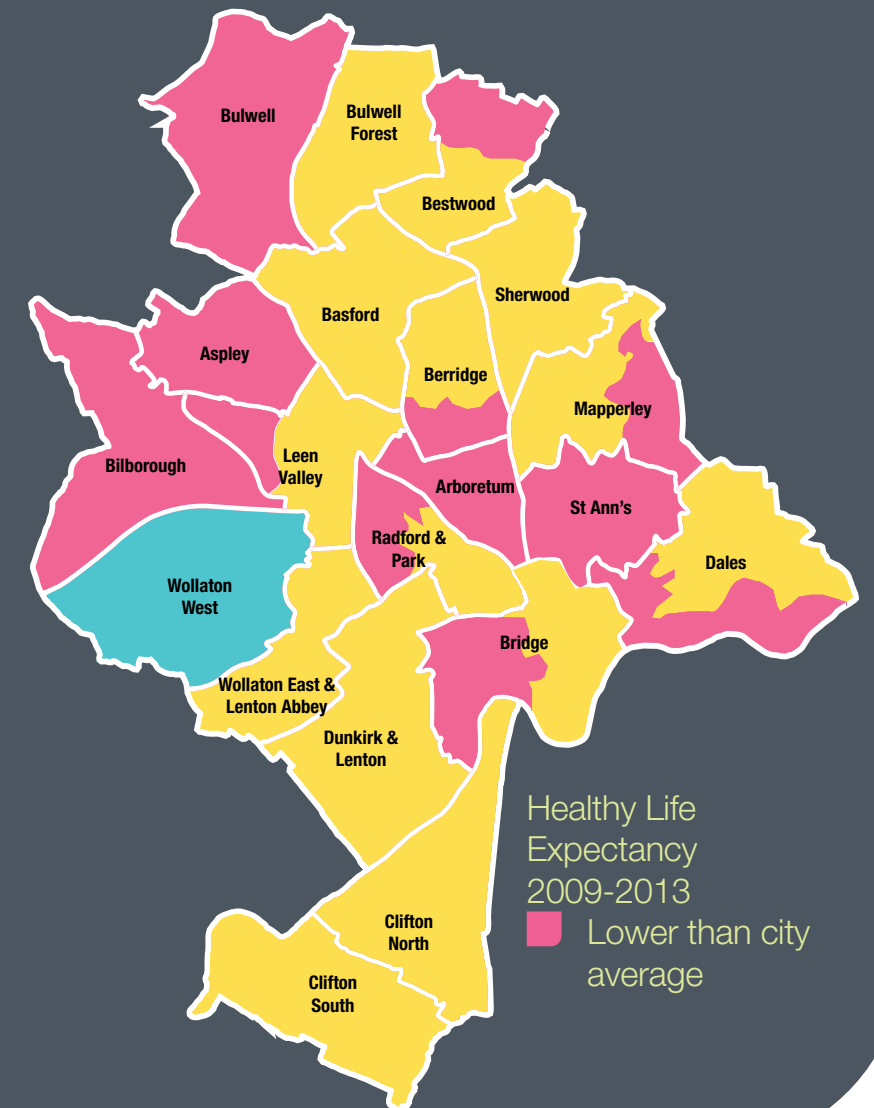 Bulwell
Bulwell
Forest
Bestwood
Sherwood
Basford
Aspley
Berridge
Mapperley
Bilborough
Leen
Valley
Arboretum
St Ann's
Radford &
Park
Dales
Wollaton
West
Bridge
Wollaton East &
Lenton Abbey
Dunkirk &
Lenton
Healthy Life
Expectancy
2009-2013
Lower than city
average
Clifton
North
Clifton
South